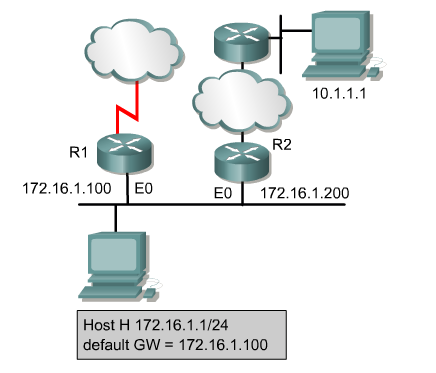 10.1.1.1
R1
R2
172.16.1.100
E0
E0
172.16.1.200
Host H 172.16.1.1/24
default GW = 172.16.1.100